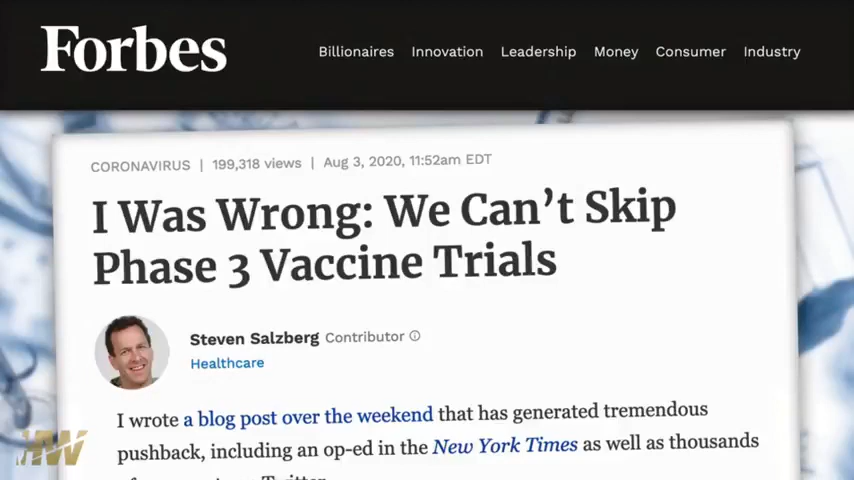 Forbes
Billionaires Innovation Leadership Money Consumer Industry
CORONAVIRUS | 199,318 views | Aug 3, 2020, 11:52am EDT
I Was Wrong: We Can't Skip
Phase 3 Vaccine Trials
Steven Salzberg Contributor
Healthcare
I wrote a blog post over the weekend that has generated tremendous
pushback, including an op-ed in the New York Times as well as thousands
Twitter
HW